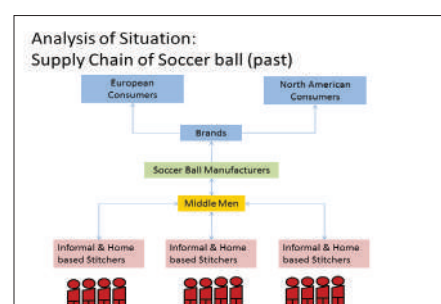 Analysis of Situation:
Supply Chain of Soccer ball (past)
European
Consumers
North American
Consumers
Brands
Soccer Ball Manufacturers
Middle Men
Informal & Home
based Stitchers
Informal & Home
based Stitchers
Informal & Home
based Stitchers